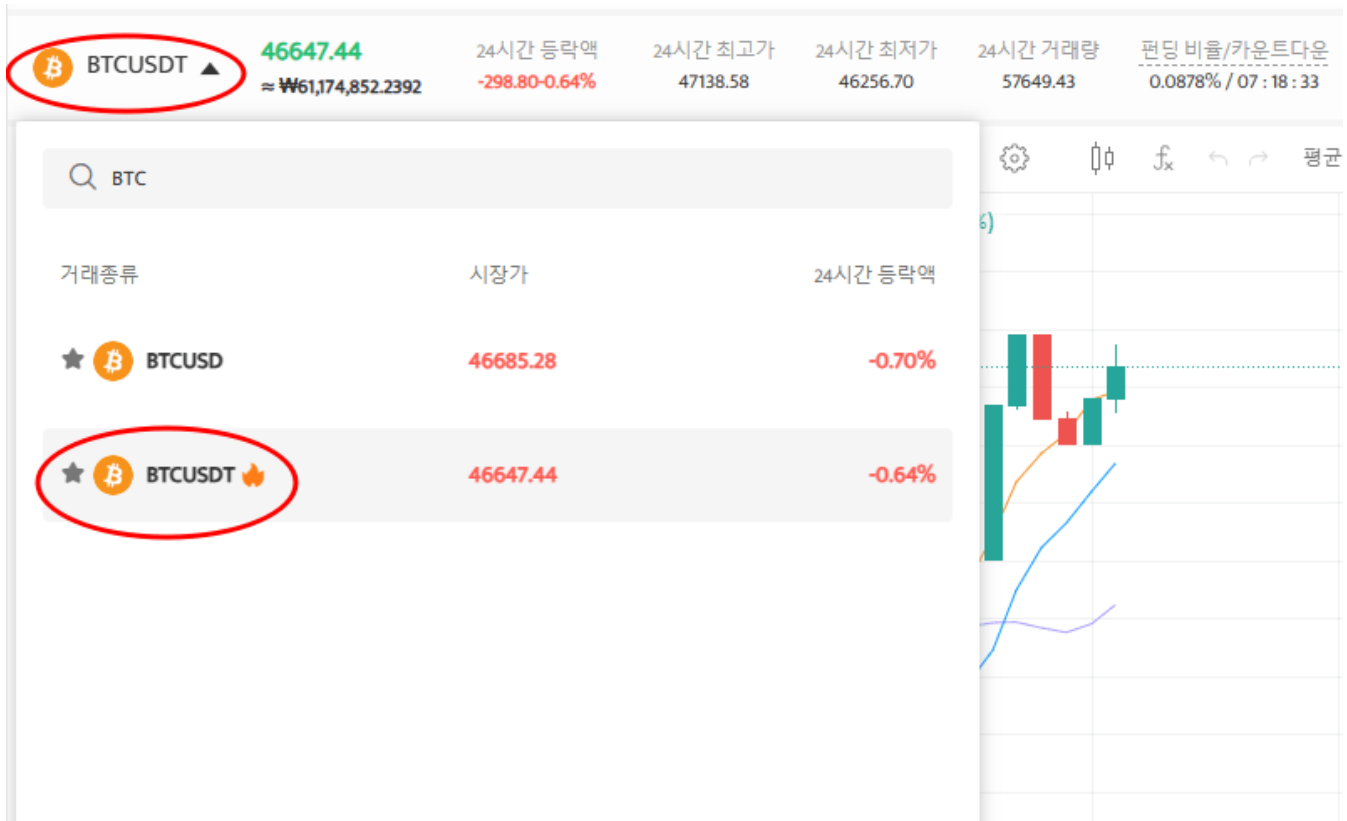 BTCUSDT ▲
46647.44
≈ ₩61,174,852.2392
24시간 등락액
-298.80-0.64%
24시간 최고가
47138.58
24시간 최저가
46256.70
24시간 거래량
57649.43
펀딩 비율/카운트다운
0.0878% / 07 : 18 : 33
BTC
평균
%)
거래종류 시장가 24시간 등락액
BTCUSD 46685.28 -0.70%
BTCUSDT 46647.44 -0.64%